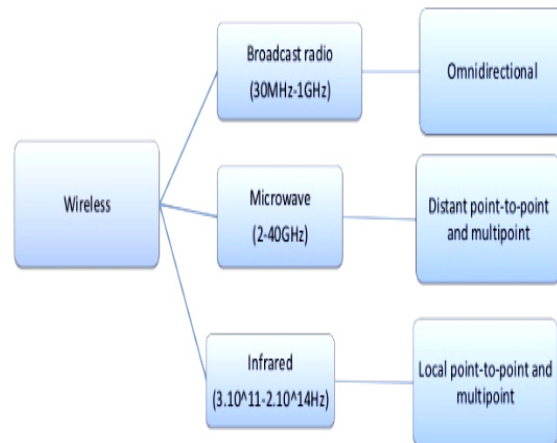 Wireless
Broadcast radio
(30MHz-1GHz)
Omnidirectional
Microwave
(2-40GHz)
Distant point-to-point
and multipoint
Infrared
(3.10^11-2.10^14Hz)
Local point-to-point and
multipoint